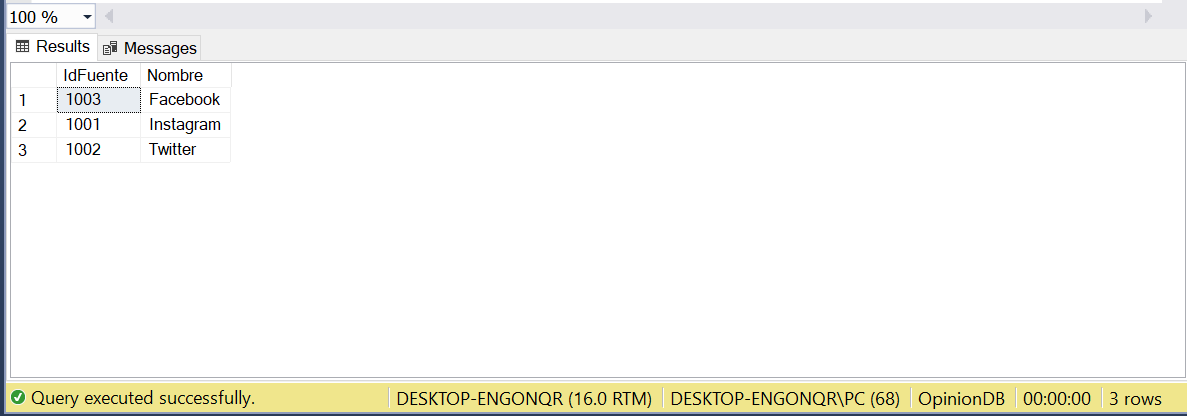 100 %
Results Messages
IdFuente Nombre
1 1003 Facebook
2 1001 Instagram
3 1002 Twitter
Query executed successfully. DESKTOP-ENGONQR (16.0 RTM) DESKTOP-ENGONQR\PC (68) OpinionDB 00:00:00 3 rows